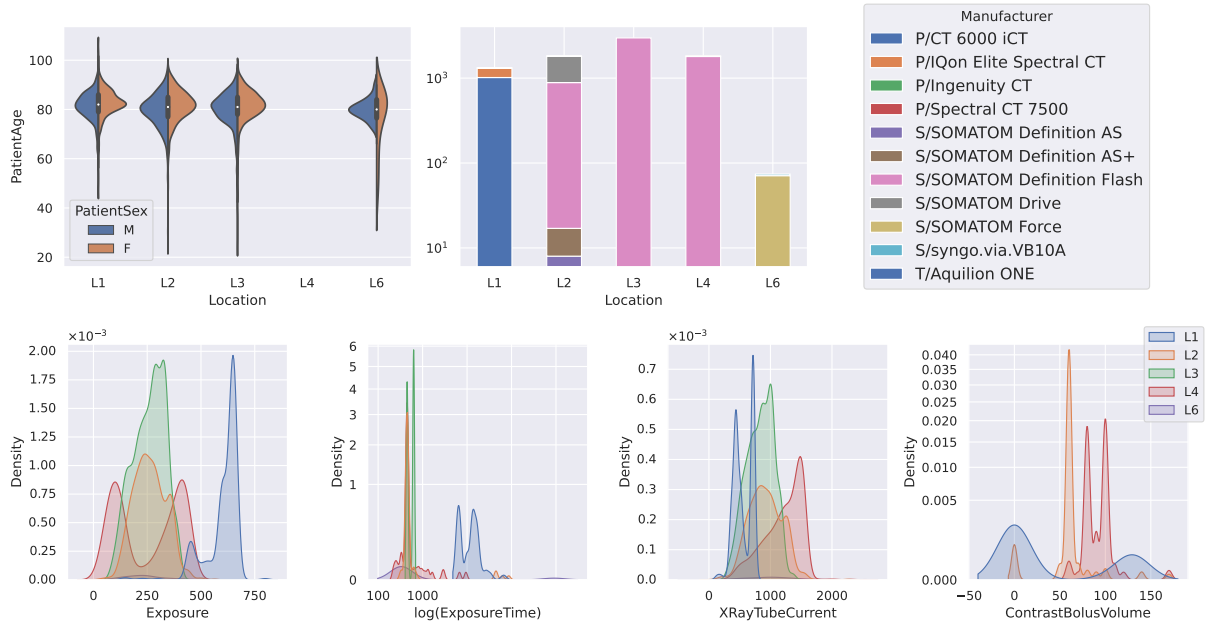 100
80
60
40
20
PatientAge
PatientSex
M
F
L1
L2
L3
L4
L6
Location
10³
10²
10¹
L1
L2
L3
L4
L6
Location
Manufacturer
P/CT 6000 iCT
P/IQon Elite Spectral CT
P/Ingenuity CT
P/Spectral CT 7500
S/SOMATOM Definition AS
S/SOMATOM Definition AS+
S/SOMATOM Definition Flash
S/SOMATOM Drive
S/SOMATOM Force
S/syngo.via.VB10A
T/Aquilion ONE
×10⁻³
2.00
1.75
1.50
1.25
1.00
0.75
0.50
0.25
0.00
Density
0
250
500
750
Exposure
6
5
4
3
2
1
0
Density
100
1000
log(ExposureTime)
×10⁻³
0.7
0.6
0.5
0.4
0.3
0.2
0.1
0.0
Density
0
1000
2000
XRayTubeCurrent
0.040
0.035
0.030
0.025
0.020
0.015
0.010
0.005
0.000
Density
−50
0
50
100
150
ContrastBolusVolume
L1
L2
L3
L4
L6